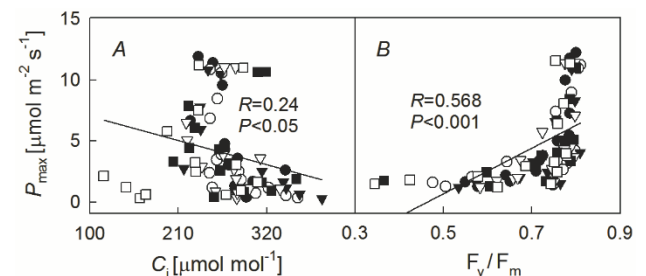 A
B
15
10
5
0
P_max [μmol m⁻² s⁻¹]
R=0.24
P<0.05
R=0.568
P<0.001
100 210 320 0.3 0.5 0.7 0.9
C_i [μmol mol⁻¹] F_v / F_m